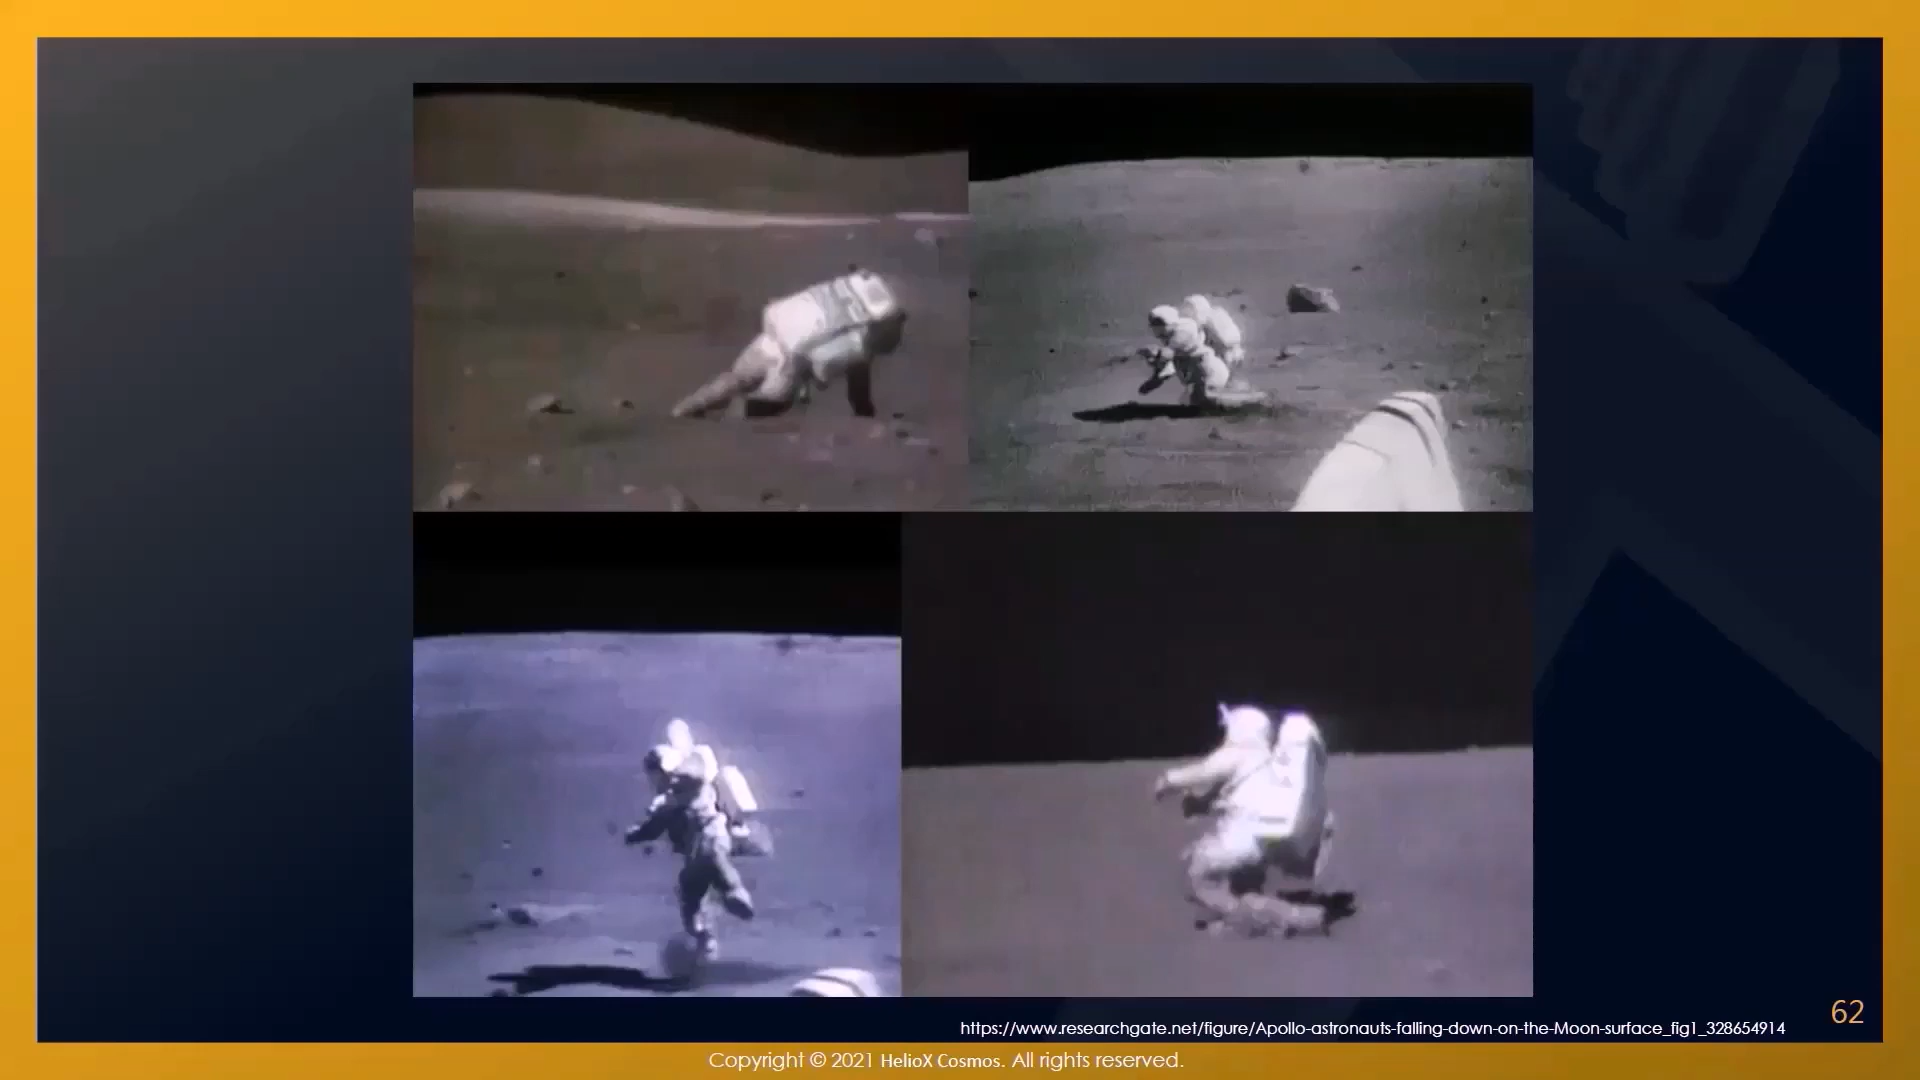 62
https://www.researchgate.net/figure/Apollo-astronauts-falling-down-on-the-Moon-surface_fig1_328654914
Copyright © 2021 HelioX Cosmos. All rights reserved.